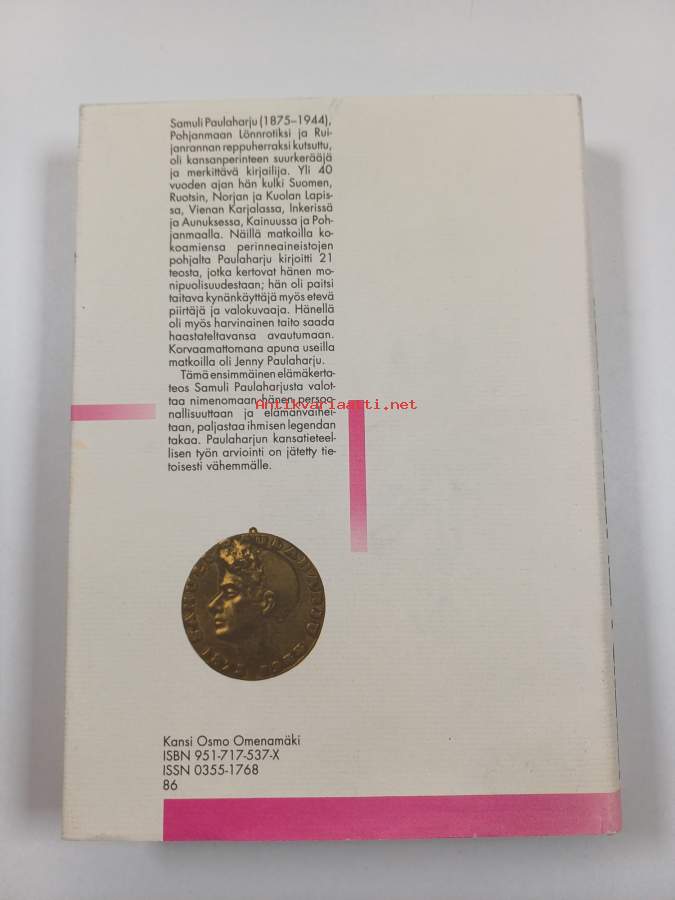 Samuli Paulaharju (1875–1944),
Pohjanmaan Lönnrotiksi ja Rui-
janrannan reppuherraksi kutsuttu,
oli kansanperinteen suurkerääjä
ja merkittävä kirjailija. Yli 40
vuoden ajan hän kulki Suomen,
Ruotsin, Norjan ja Kuolan Lapis-
sa, Vienan Karjalassa, Inkerissä
ja Aunuksessa, Kainuussa ja Poh-
janmaalla. Näillä matkoilla ko-
koamiensa perinneaineistojen
pohjalta Paulaharju kirjoitti 21
teosta, jotka kertovat hänen mo-
nipuolisuudestaan; hän oli paitsi
taitava kynänkäyttäjä myös etevä
piirtäjä ja valokuvaaja. Hänellä
oli myös harvinainen taito saada
haastateltavansa avautumaan.
Korvaamattomana apuna useilla
matkoilla oli Jenny Paulaharju.
Tämä ensimmäinen elämäkerta-
teos Samuli Paulaharjusta valot-
taa nimenomaan hänen persoo-
nallisuuttaan ja elämänvaihet-
taan, paljastaa ihmisen legendan
takaa. Paulaharjun kansatieteel-
lisen työn arviointi on jätetty tie-
toisesti vähemmälle.
Antikvariaatti.net
SAMULI PAULAHARJU
1875
Kansi Osmo Omenamäki
ISBN 951-717-537-X
ISSN 0355-1768
86